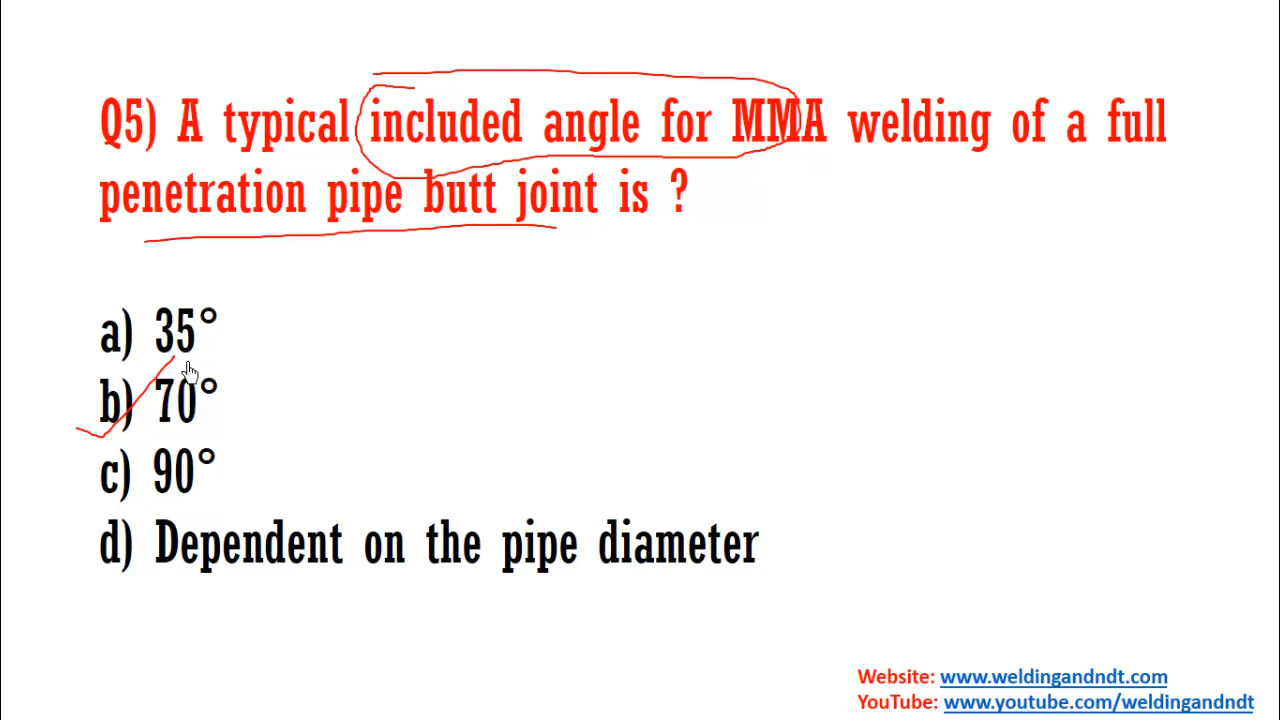 Q5) A typical included angle for MMA welding of a full
penetration pipe butt joint is ?
a) 35°
b) 70°
c) 90°
d) Dependent on the pipe diameter
Website: www.weldingandndt.com
YouTube: www.youtube.com/weldingandndt